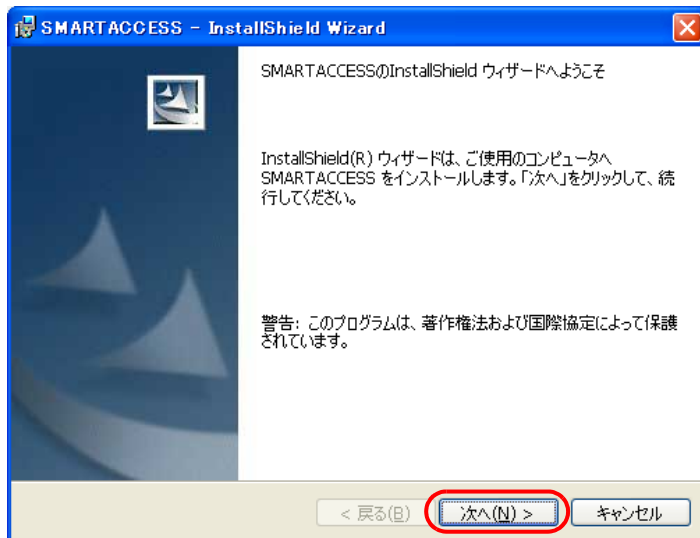 SMARTACCESS - InstallShield Wizard
SMARTACCESSのInstallShield ウィザードへようこそ
InstallShield(R) ウィザードは、ご使用のコンピュータへ
SMARTACCESS をインストールします。「次へ」をクリックして、続
行してください。
警告: このプログラムは、著作権法および国際協定によって保護
されています。
< 戻る(B)
次へ(N) >
キャンセル